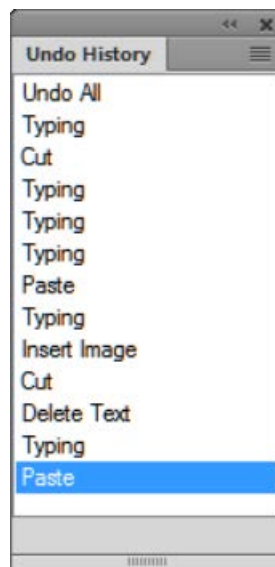 Undo History
Undo All
Typing
Cut
Typing
Typing
Typing
Paste
Typing
Insert Image
Cut
Delete Text
Typing
Paste